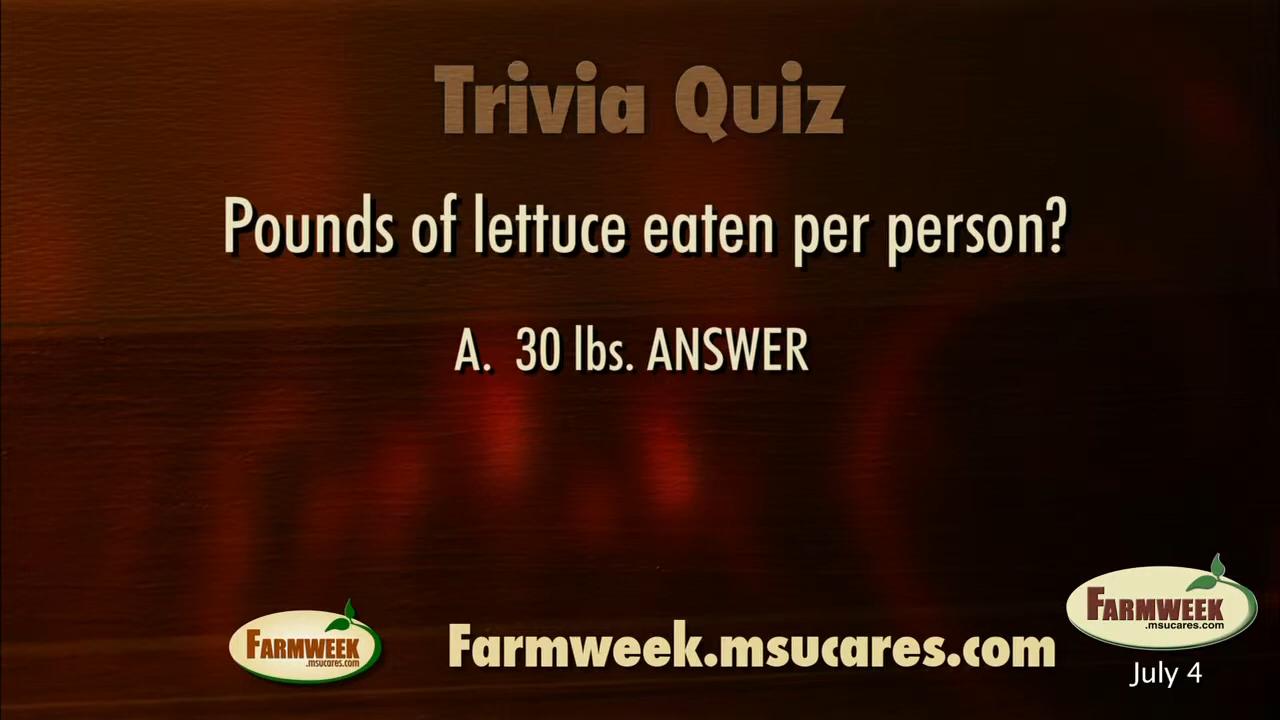 Trivia Quiz
Pounds of lettuce eaten per person?
A. 30 lbs. ANSWER
FARMWEEK
.msucares.com
Farmweek.msucares.com
FARMWEEK
.msucares.com
July 4